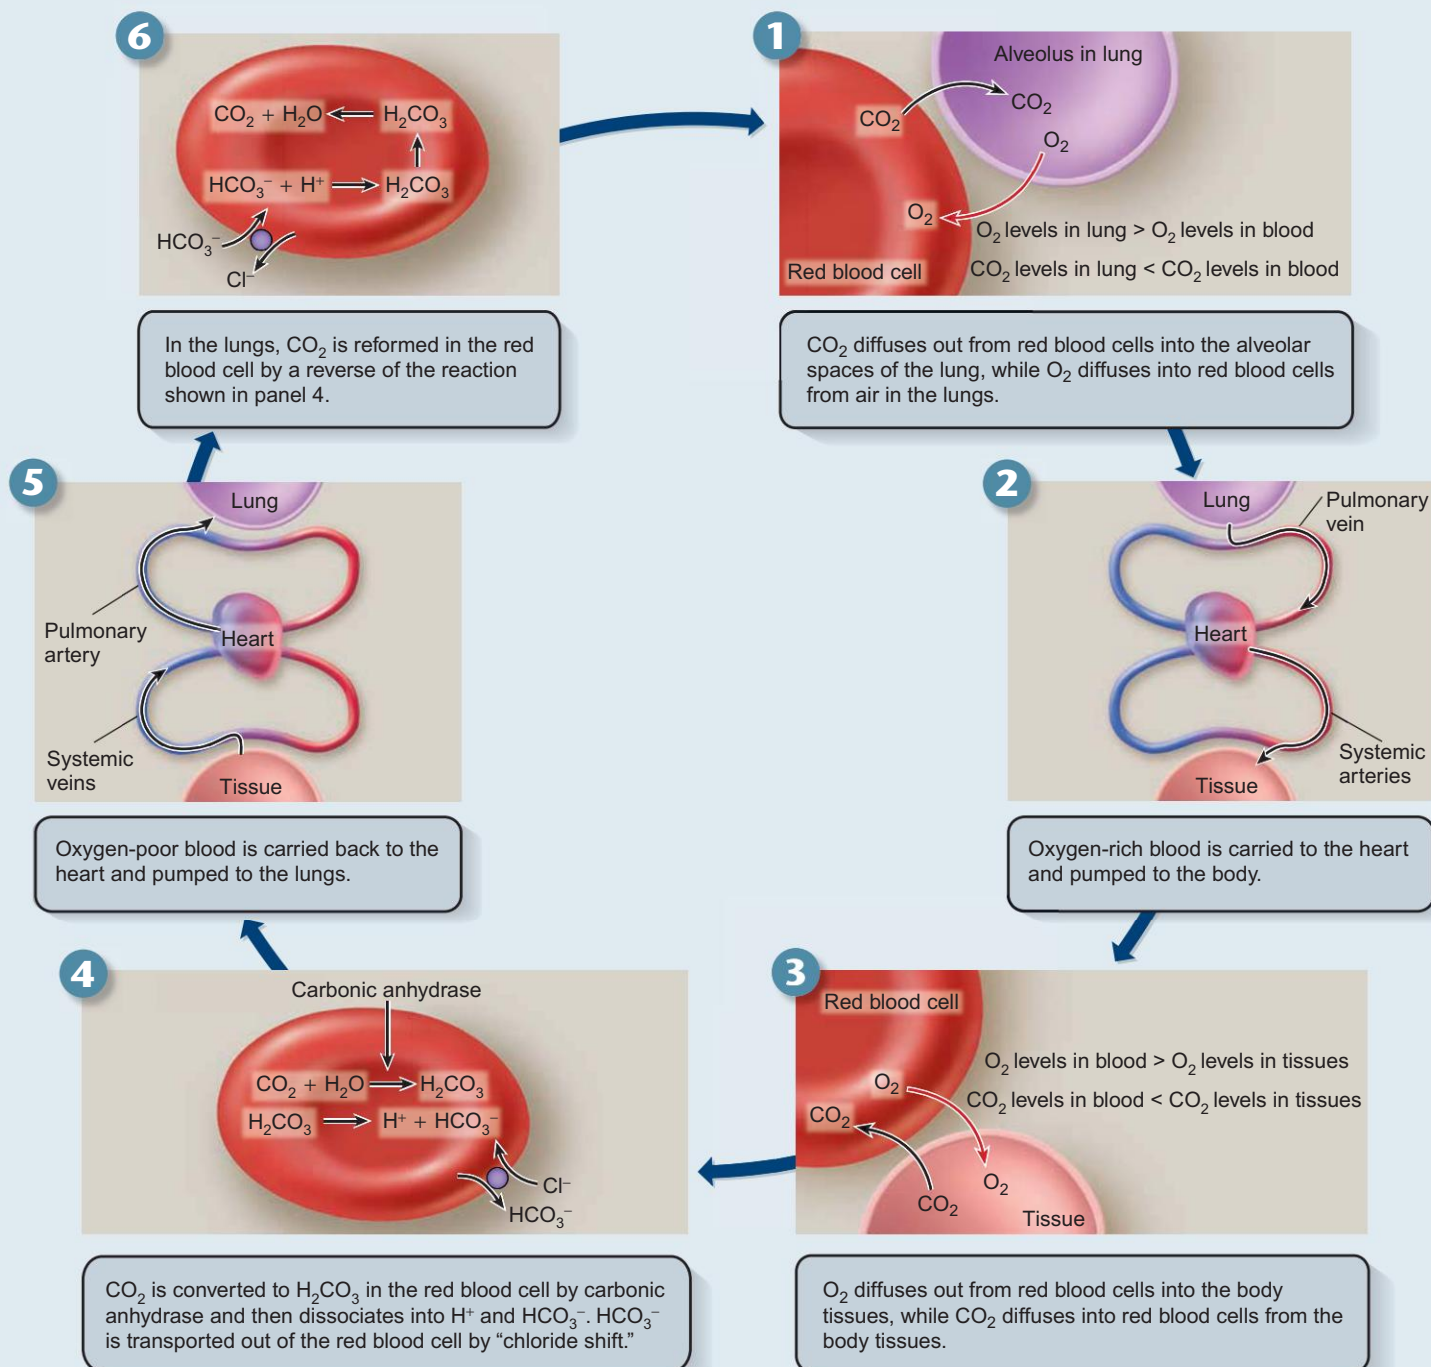 1
Alveolus in lung
CO₂
CO₂
O₂
O₂
O₂ levels in lung > O₂ levels in blood
CO₂ levels in lung < CO₂ levels in blood
Red blood cell
CO₂ diffuses out from red blood cells into the alveolar
spaces of the lung, while O₂ diffuses into red blood cells
from air in the lungs.
2
Lung
Pulmonary
vein
Heart
Systemic
arteries
Tissue
Oxygen-rich blood is carried to the heart
and pumped to the body.
3
Red blood cell
O₂ levels in blood > O₂ levels in tissues
O₂
CO₂ levels in blood < CO₂ levels in tissues
CO₂
O₂
CO₂
Tissue
O₂ diffuses out from red blood cells into the body
tissues, while CO₂ diffuses into red blood cells from the
body tissues.
4
Carbonic anhydrase
CO₂ + H₂O → H₂CO₃
H₂CO₃ → H⁺ + HCO₃⁻
Cl⁻
HCO₃⁻
CO₂ is converted to H₂CO₃ in the red blood cell by carbonic
anhydrase and then dissociates into H⁺ and HCO₃⁻. HCO₃⁻
is transported out of the red blood cell by “chloride shift.”
5
Lung
Pulmonary
artery
Heart
Systemic
veins
Tissue
Oxygen-poor blood is carried back to the
heart and pumped to the lungs.
6
CO₂ + H₂O ← H₂CO₃
HCO₃⁻ + H⁺ → H₂CO₃
HCO₃⁻
Cl⁻
In the lungs, CO₂ is reformed in the red
blood cell by a reverse of the reaction
shown in panel 4.